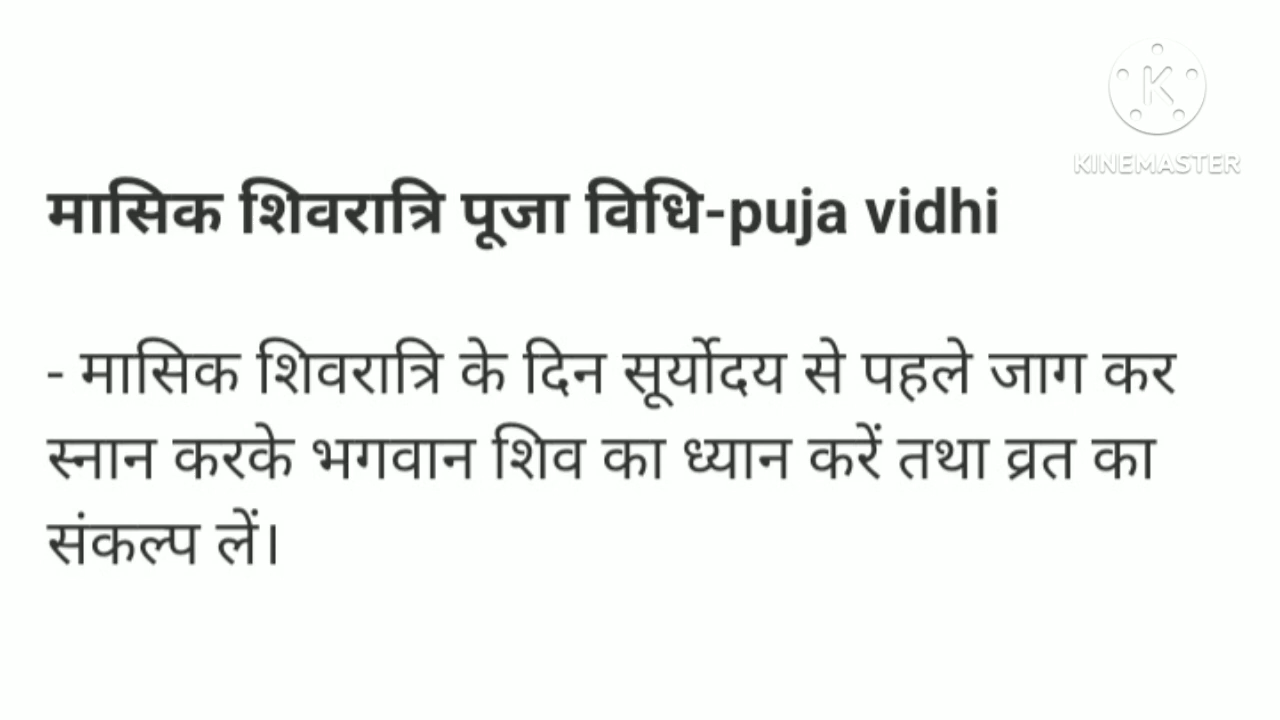 KINEMASTER
मासिक शिवरात्रि पूजा विधि-puja vidhi
- मासिक शिवरात्रि के दिन सूर्योदय से पहले जाग कर
स्नान करके भगवान शिव का ध्यान करें तथा व्रत का
संकल्प लें।